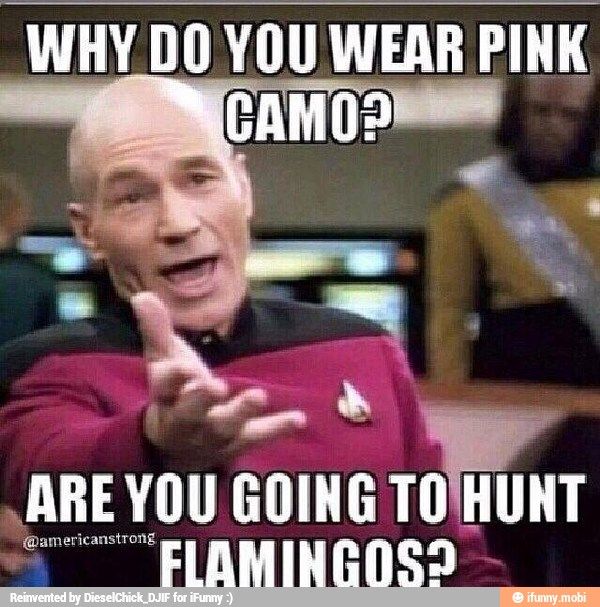 WHY DO YOU WEAR PINK
CAMO?
ARE YOU GOING TO HUNT
@americanstrong
FLAMINGOS?
Reinvented by DieselChick_DJIF for iFunny :)
ifunny.mobi